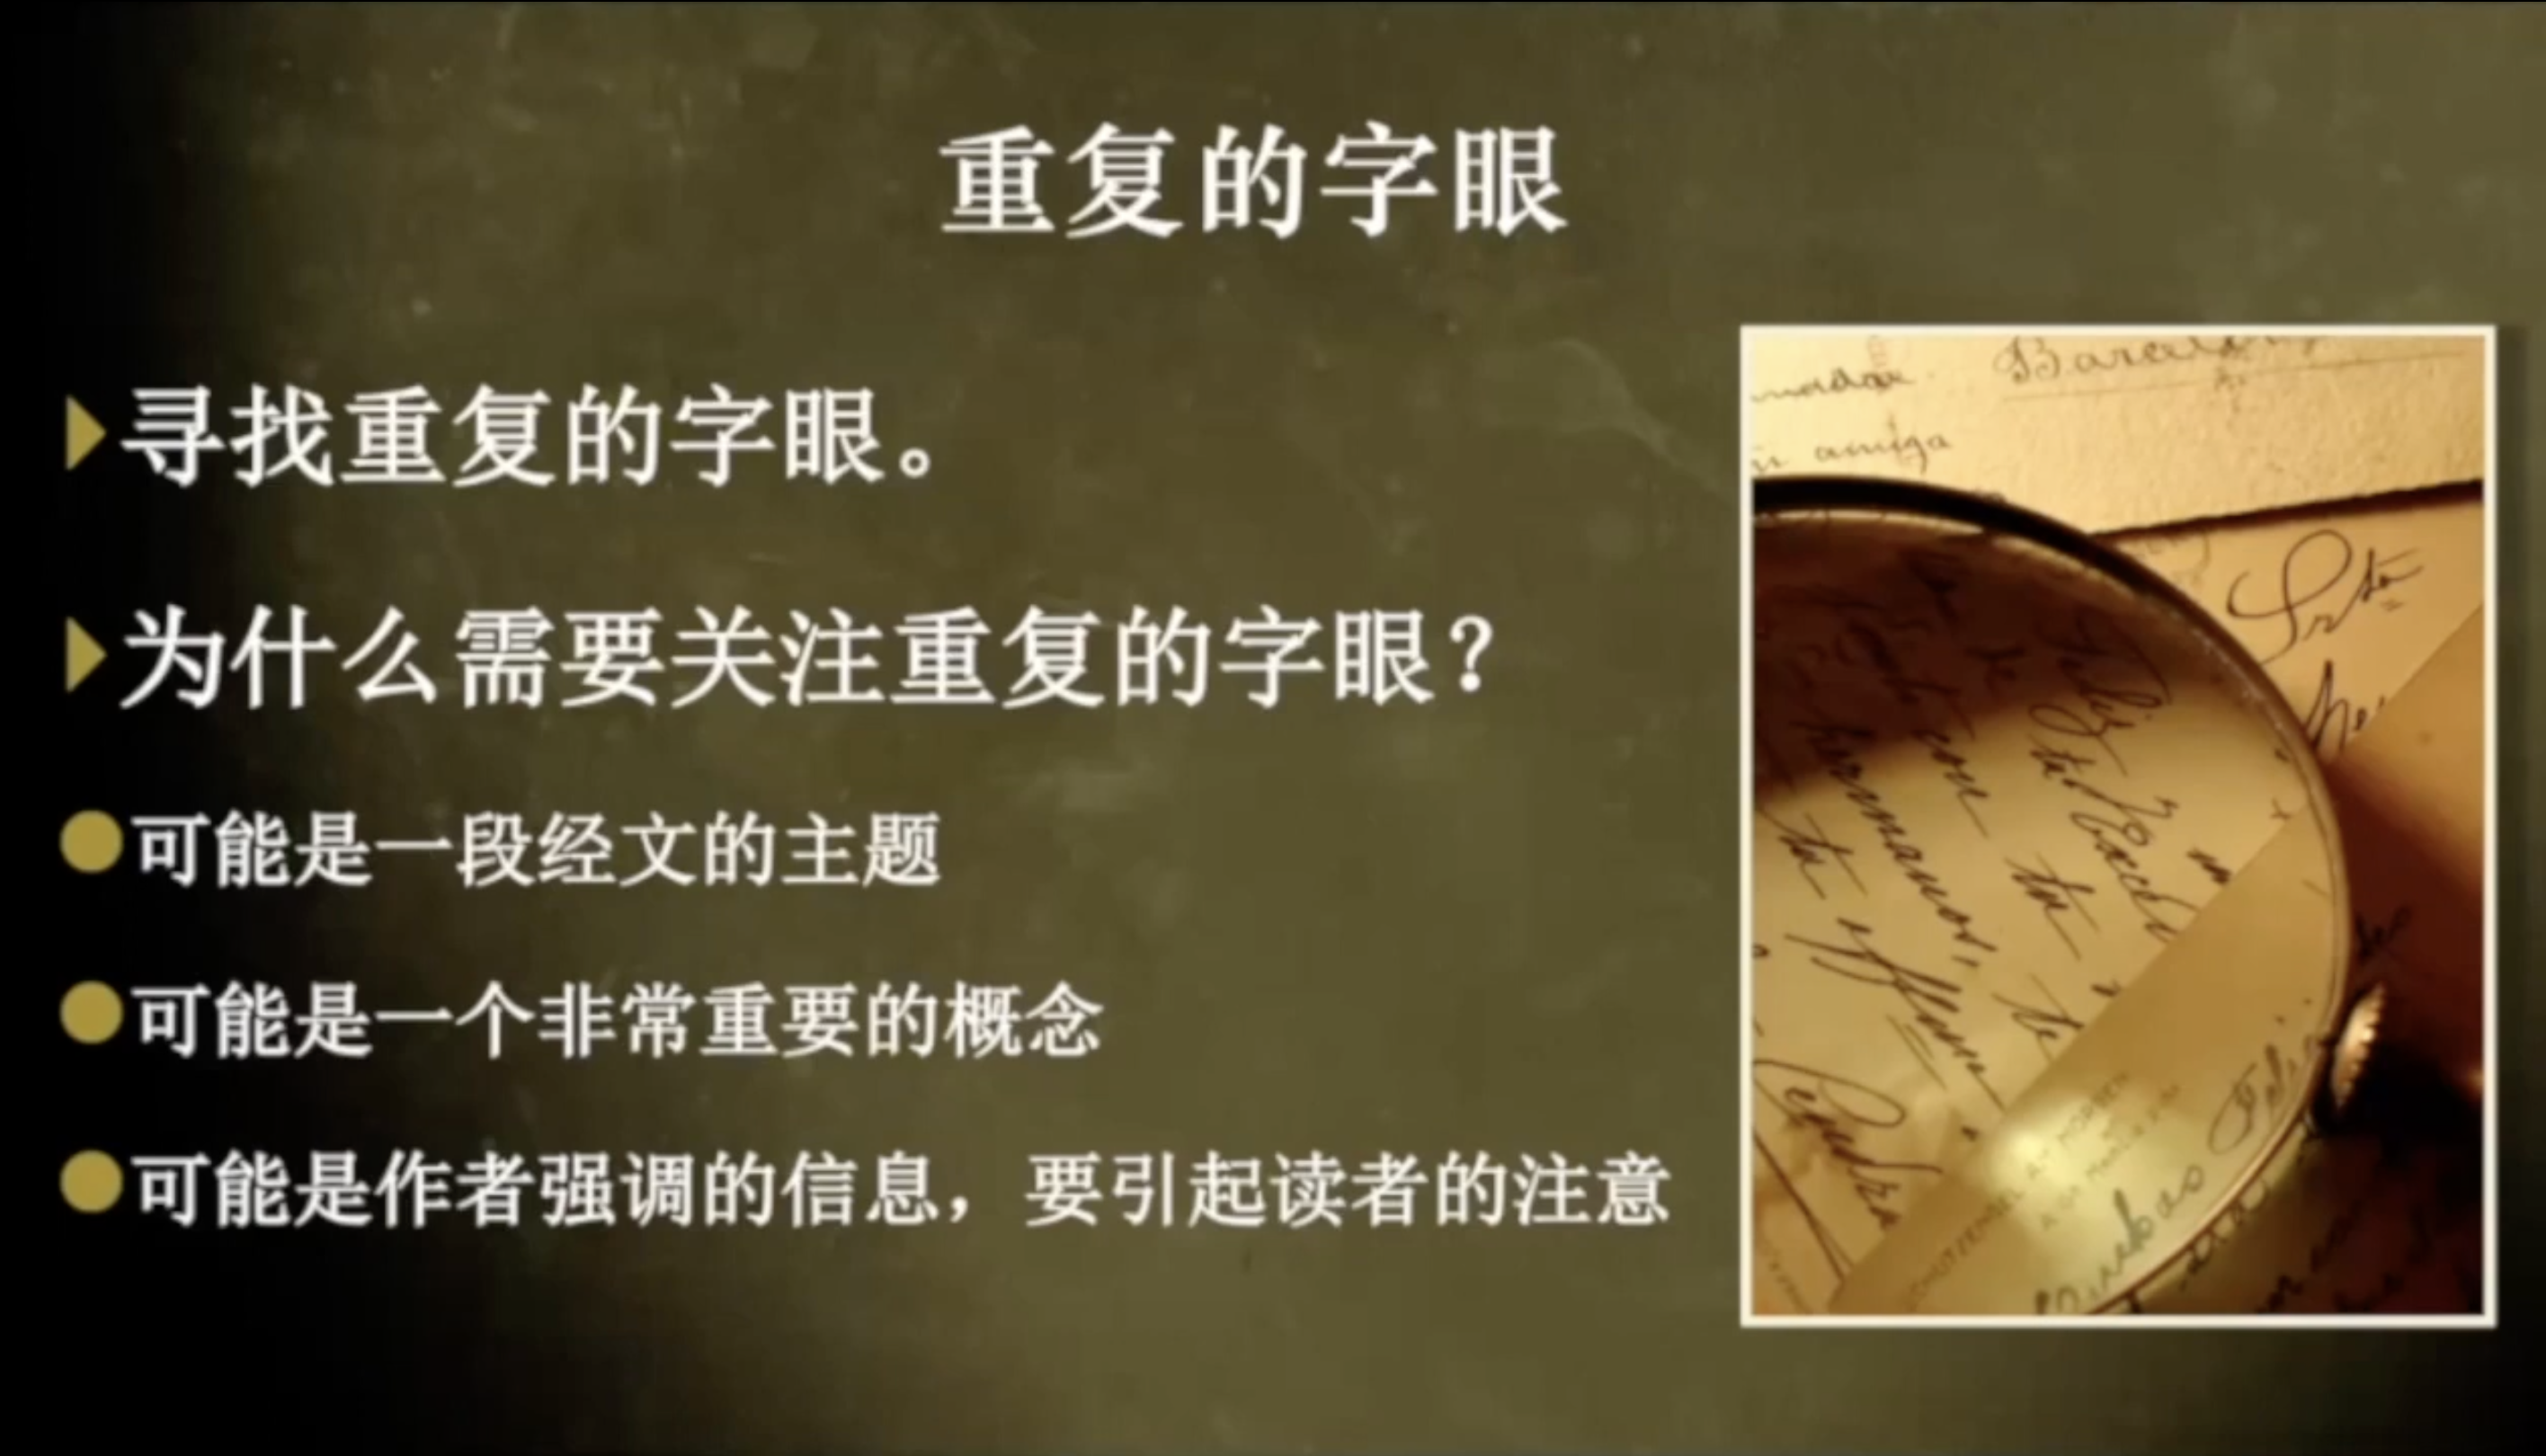 重复的字眼
寻找重复的字眼。
为什么需要关注重复的字眼？
可能是一段经文的主题
可能是一个非常重要的概念
可能是作者强调的信息，要引起读者的注意
amiga